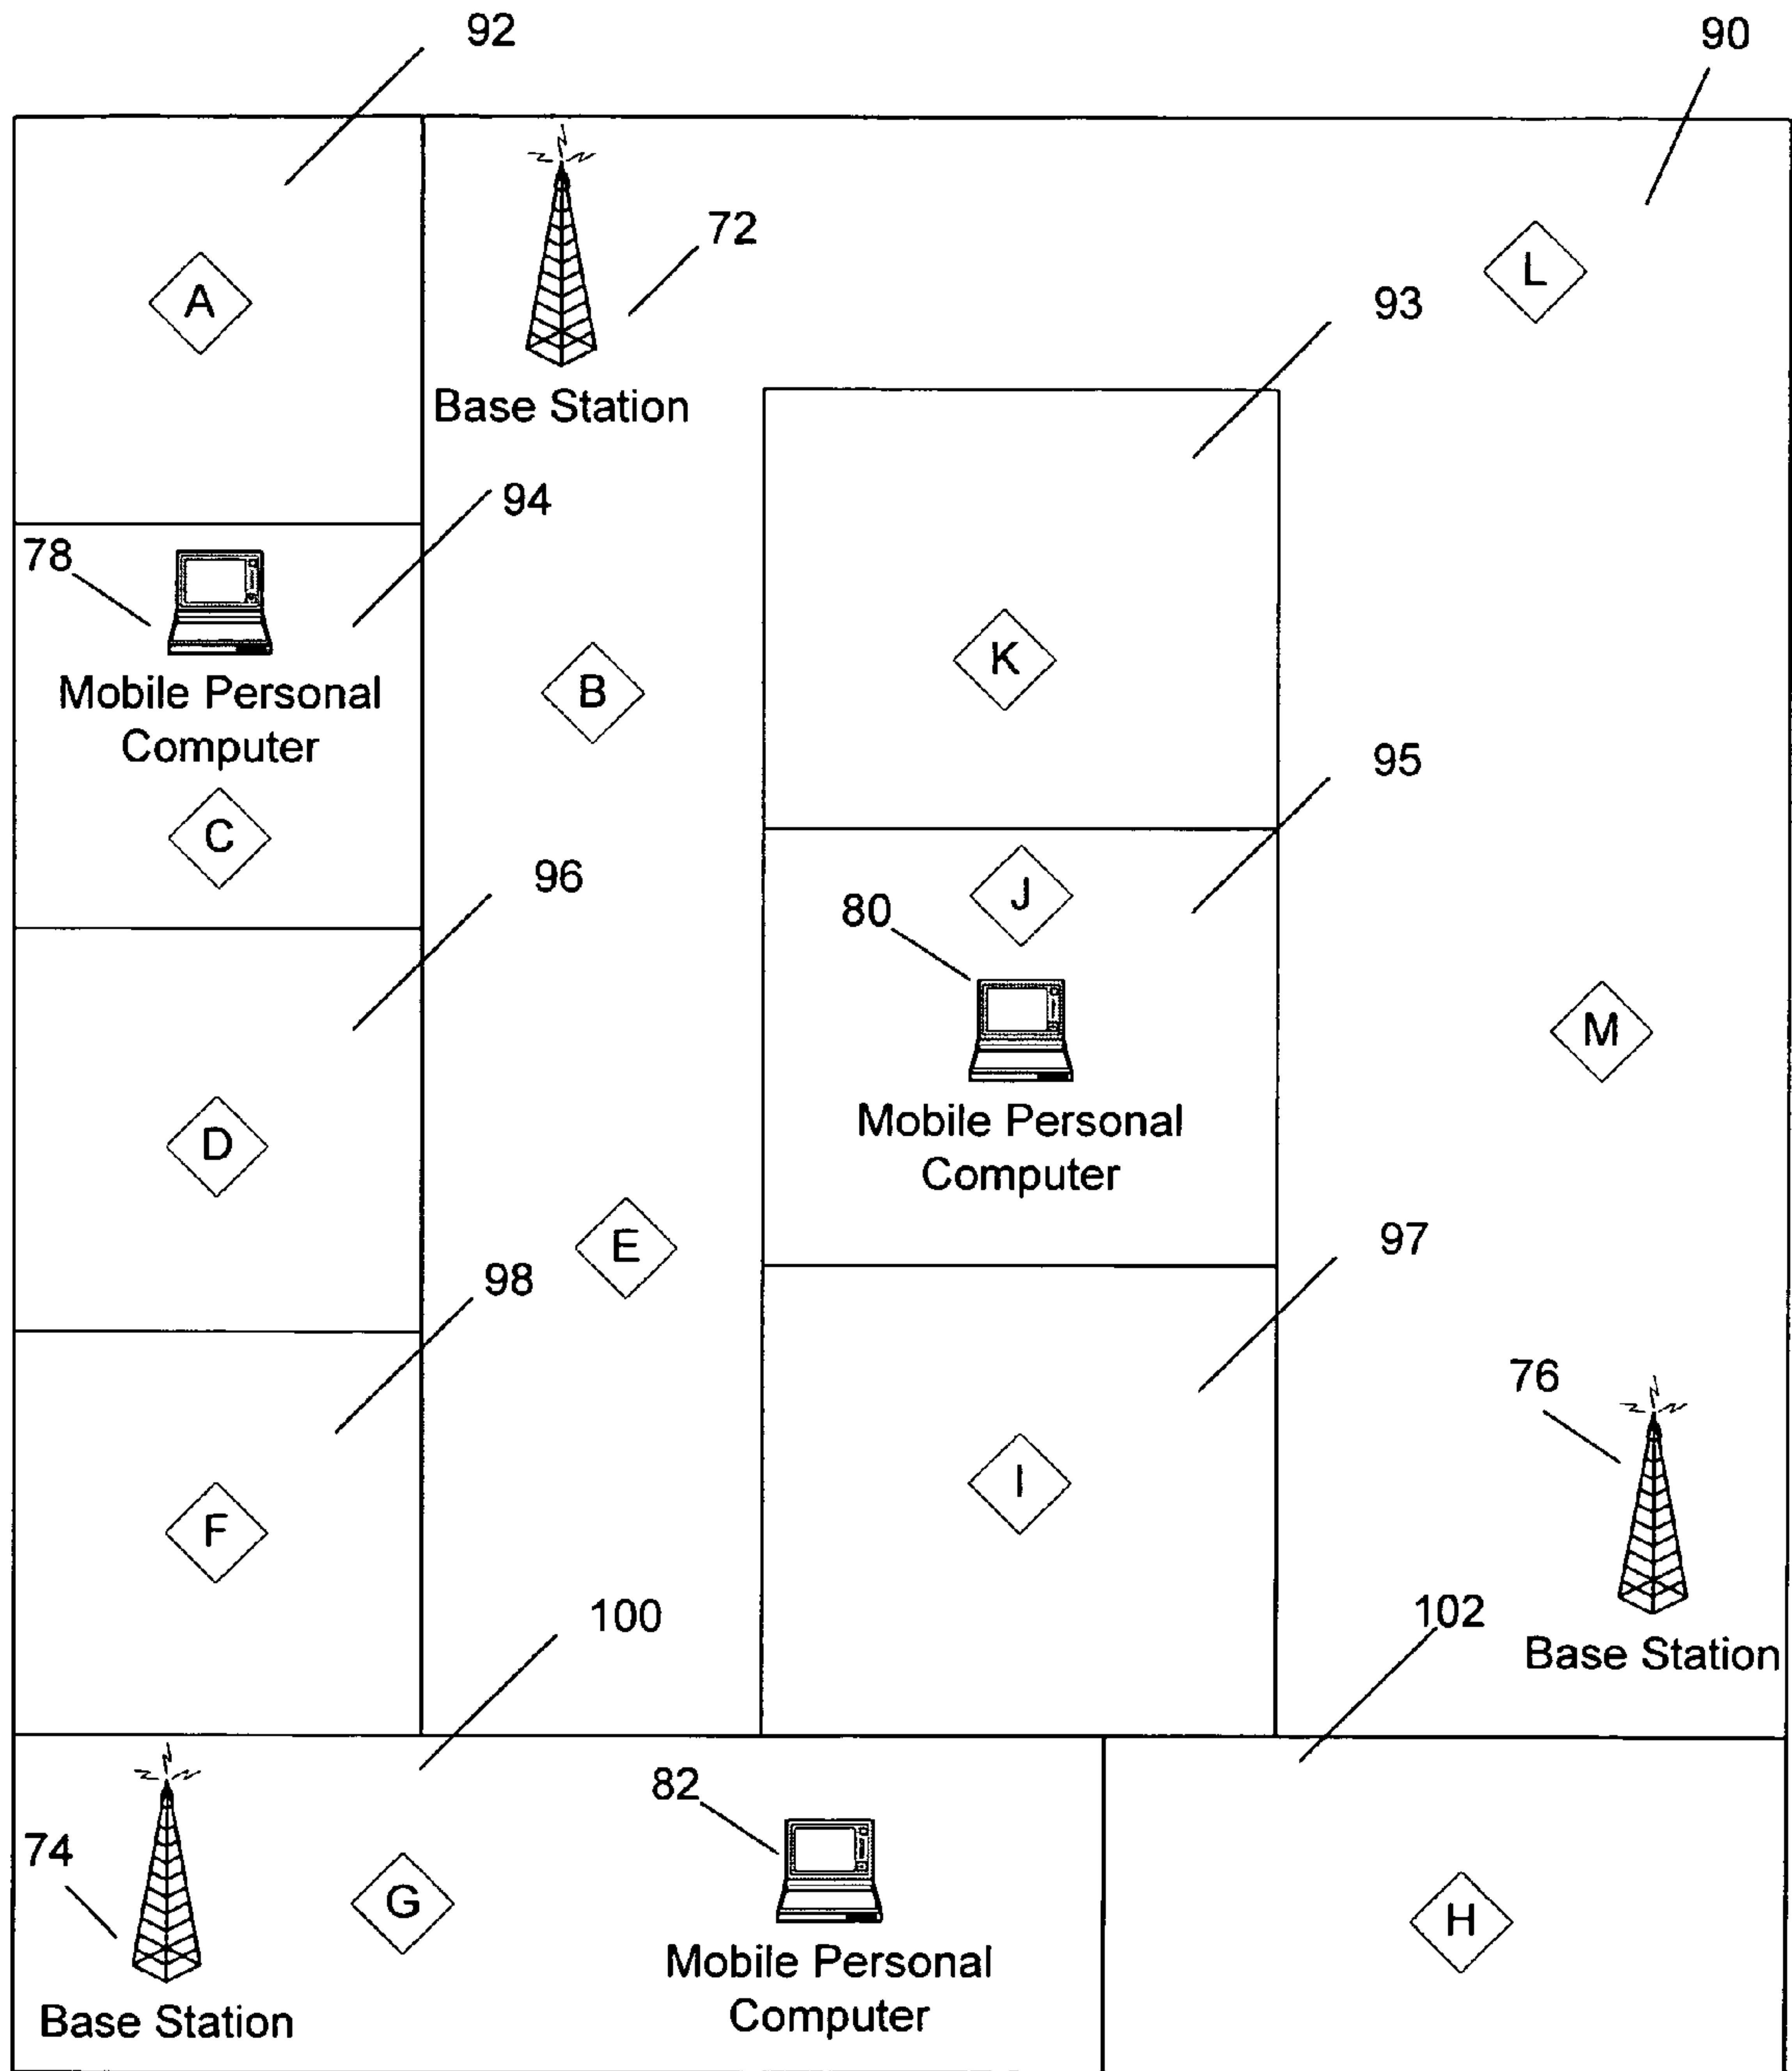 92
90
72
L
93
A
Base Station
94
78
K
B
Mobile Personal
Computer
95
C
96
J
80
M
D
Mobile Personal
Computer
E
97
98
76
I
F
100
102
Base Station
82
74
G
H
Mobile Personal
Computer
Base Station